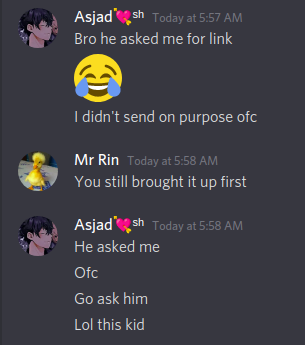 Asjad💘ˢʰ Today at 5:57 AM
Bro he asked me for link
😂
I didn't send on purpose ofc
Mr Rin Today at 5:58 AM
You still brought it up first
Asjad💘ˢʰ Today at 5:58 AM
He asked me
Ofc
Go ask him
Lol this kid